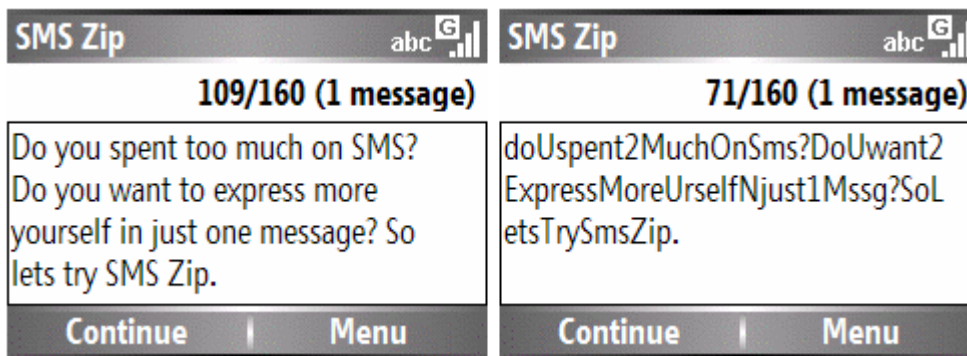 SMS Zip abc G
109/160 (1 message)
Do you spent too much on SMS?
Do you want to express more
yourself in just one message? So
lets try SMS Zip.
Continue Menu
SMS Zip abc G
71/160 (1 message)
doUspent2MuchOnSms?DoUwant2
ExpressMoreUrselfNjust1Mssg?SoL
etsTrySmsZip.
Continue Menu